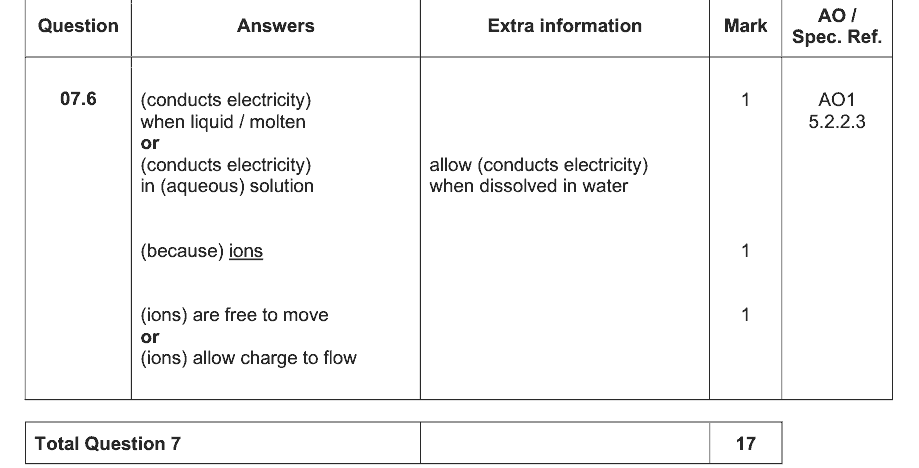 Question Answers Extra information Mark AO /
Spec. Ref.
07.6 (conducts electricity) 1 AO1
when liquid / molten 5.2.2.3
or
(conducts electricity) allow (conducts electricity)
in (aqueous) solution when dissolved in water
(because) ions 1
(ions) are free to move 1
or
(ions) allow charge to flow
Total Question 7 17